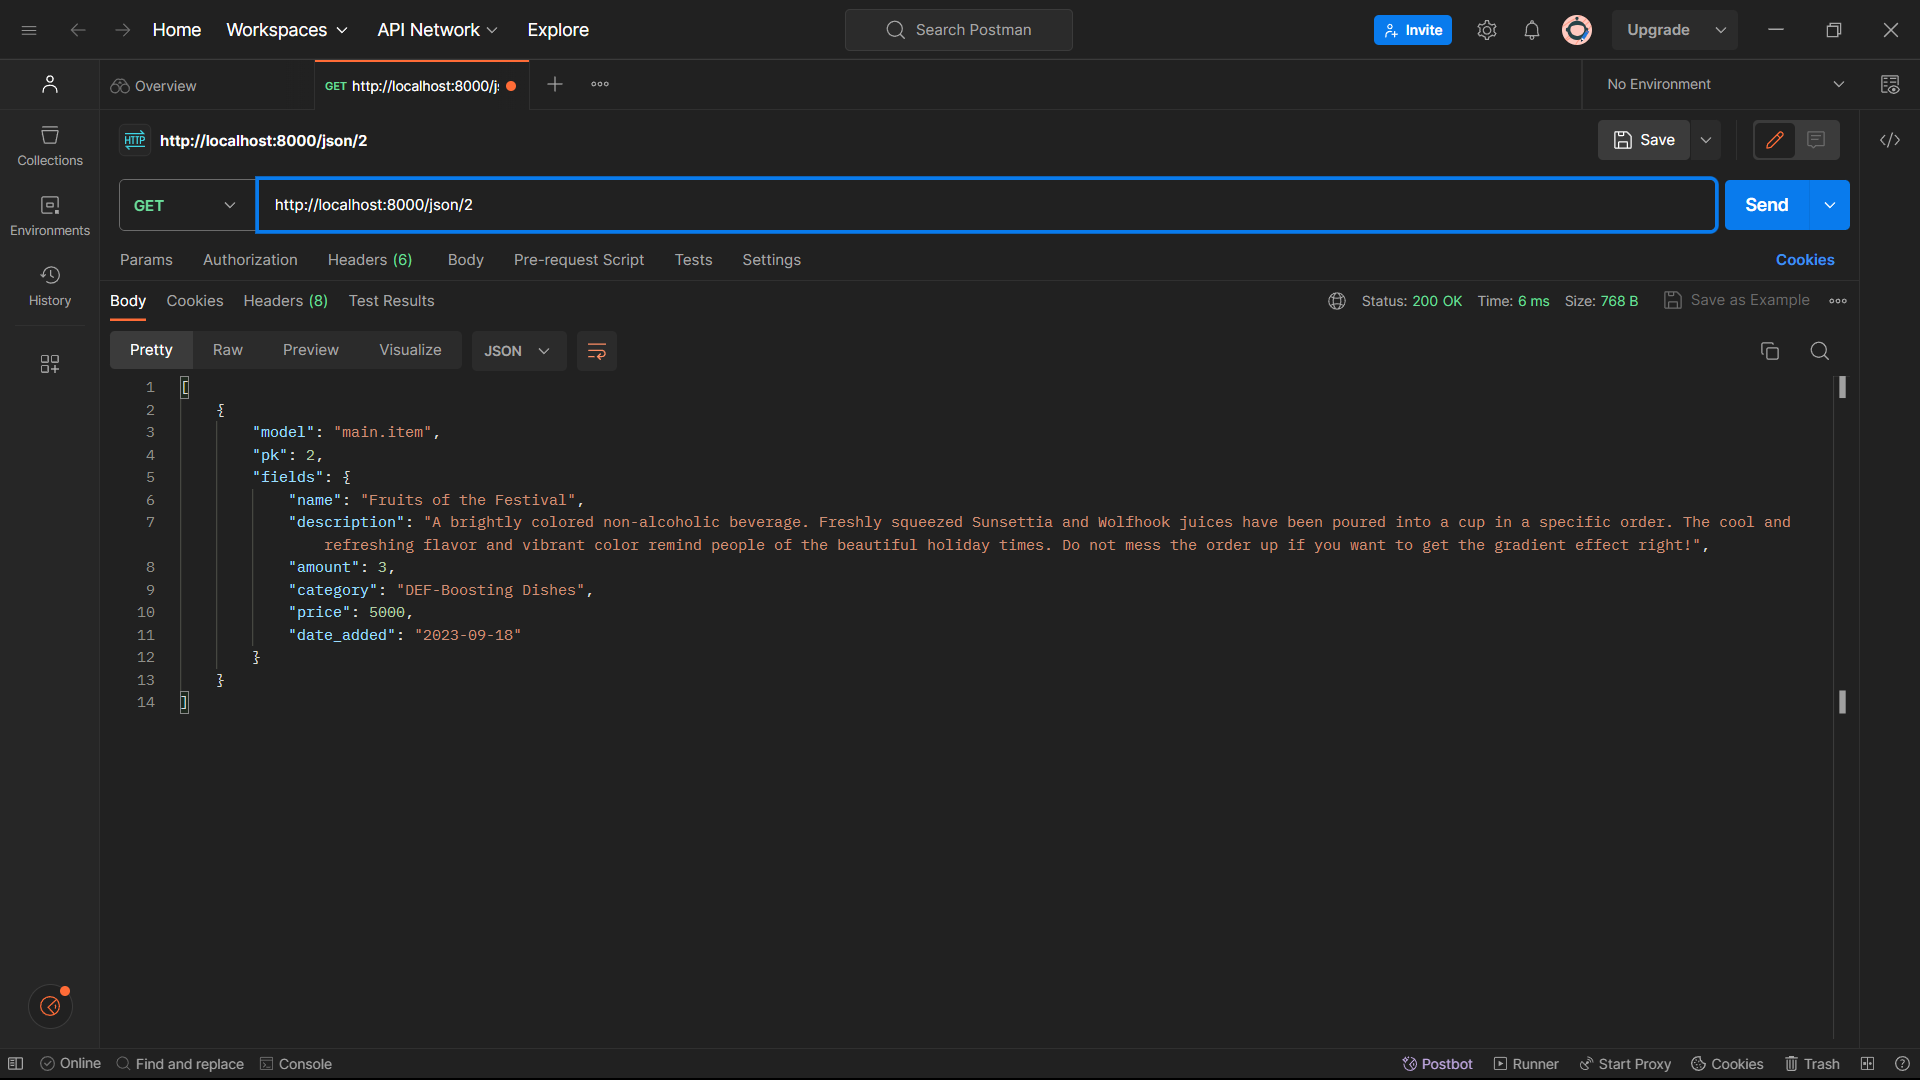 Home Workspaces API Network Explore Search Postman Invite Upgrade
Overview GET http://localhost:8000/j No Environment
HTTP http://localhost:8000/json/2 Save
Collections
GET http://localhost:8000/json/2 Send
Environments
Params Authorization Headers (6) Body Pre-request Script Tests Settings Cookies
History
Body Cookies Headers (8) Test Results Status: 200 OK Time: 6 ms Size: 768 B Save as Example
Pretty Raw Preview Visualize JSON
1 [
2 {
3 "model": "main.item",
4 "pk": 2,
5 "fields": {
6 "name": "Fruits of the Festival",
7 "description": "A brightly colored non-alcoholic beverage. Freshly squeezed Sunsettia and Wolfhook juices have been poured into a cup in a specific order. The cool and
refreshing flavor and vibrant color remind people of the beautiful holiday times. Do not mess the order up if you want to get the gradient effect right!",
8 "amount": 3,
9 "category": "DEF-Boosting Dishes",
10 "price": 5000,
11 "date_added": "2023-09-18"
12 }
13 }
14 ]
Online Find and replace Console Postbot Runner Start Proxy Cookies Trash